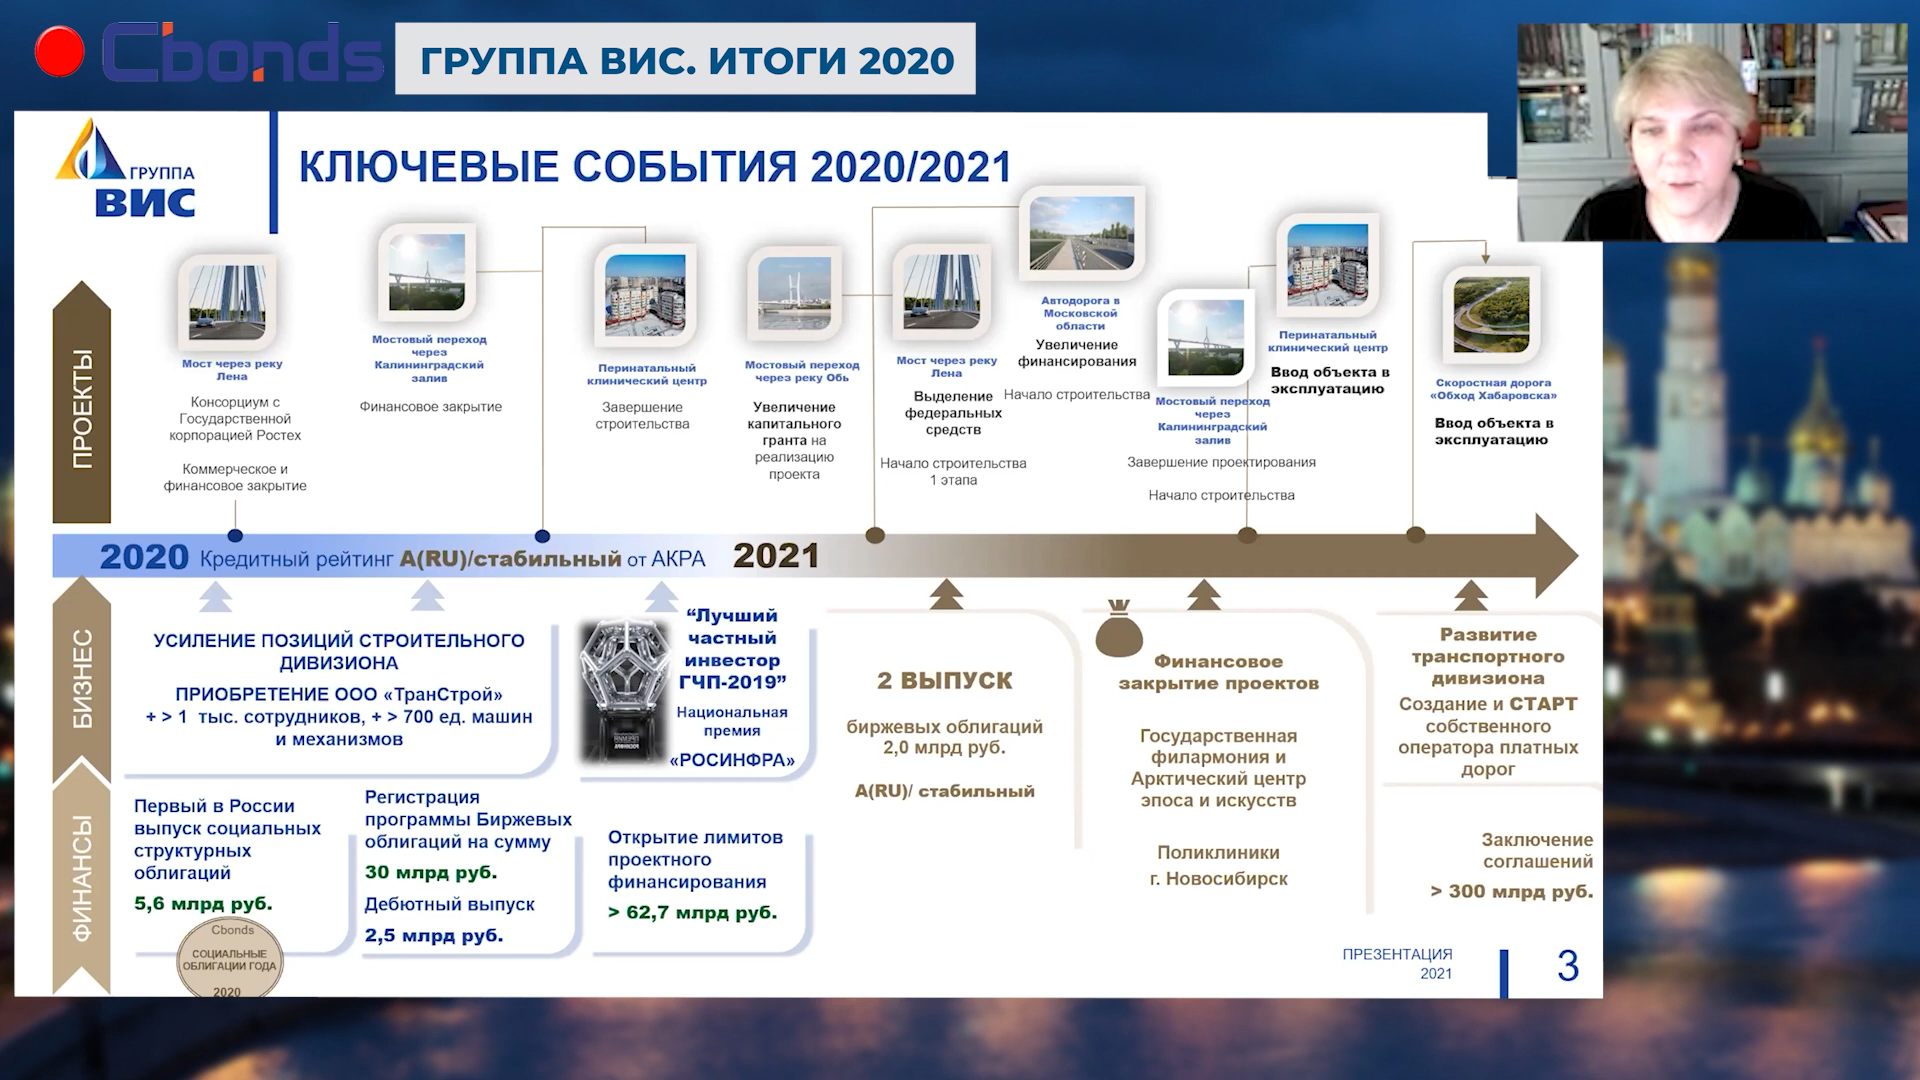 Cbonds
ГРУППА ВИС. ИТОГИ 2020
ГРУППА
ВИС
КЛЮЧЕВЫЕ СОБЫТИЯ 2020/2021
ПРОЕКТЫ
Мост через реку
Лена
Консорциум с
Государственной
корпорацией Ростех
Коммерческое и
финансовое закрытие
Мостовый переход
через
Калининградский
залив
Финансовое закрытие
Перинатальный
клинический центр
Завершение
строительства
Мостовый переход
через реку Обь
Увеличение
капитального
гранта на
реализацию
проекта
Мост через реку
Лена
Выделение
федеральных
средств
Начало строительства
1 этапа
Автодорога в
Московской
области
Увеличение
финансирования
Начало строительства
Мостовый переход
через
Калининградский
залив
Завершение проектирования
Начало строительства
Перинатальный
клинический центр
Ввод объекта в
эксплуатацию
Скоростная дорога
«Обход Хабаровска»
Ввод объекта в
эксплуатацию
2020 Кредитный рейтинг A(RU)/стабильный от АКРА 2021
БИЗНЕС
УСИЛЕНИЕ ПОЗИЦИЙ СТРОИТЕЛЬНОГО
ДИВИЗИОНА
ПРИОБРЕТЕНИЕ ООО «ТранСтрой»
+ > 1 тыс. сотрудников, + > 700 ед. машин
и механизмов
“Лучший
частный
инвестор
ГЧП-2019”
Национальная
премия
«РОСИНФРА»
2 ВЫПУСК
биржевых облигаций
2,0 млрд руб.
A(RU)/ стабильный
Финансовое
закрытие проектов
Государственная
филармония и
Арктический центр
эпоса и искусств
Поликлиники
г. Новосибирск
Развитие
транспортного
дивизиона
Создание и СТАРТ
собственного
оператора платных
дорог
ФИНАНСЫ
Первый в России
выпуск социальных
структурных
облигаций
5,6 млрд руб.
Cbonds
СОЦИАЛЬНЫЕ
ОБЛИГАЦИИ ГОДА
2020
Регистрация
программы Биржевых
облигаций на сумму
30 млрд руб.
Дебютный выпуск
2,5 млрд руб.
Открытие лимитов
проектного
финансирования
> 62,7 млрд руб.
Заключение
соглашений
> 300 млрд руб.
ПРЕЗЕНТАЦИЯ
2021
3